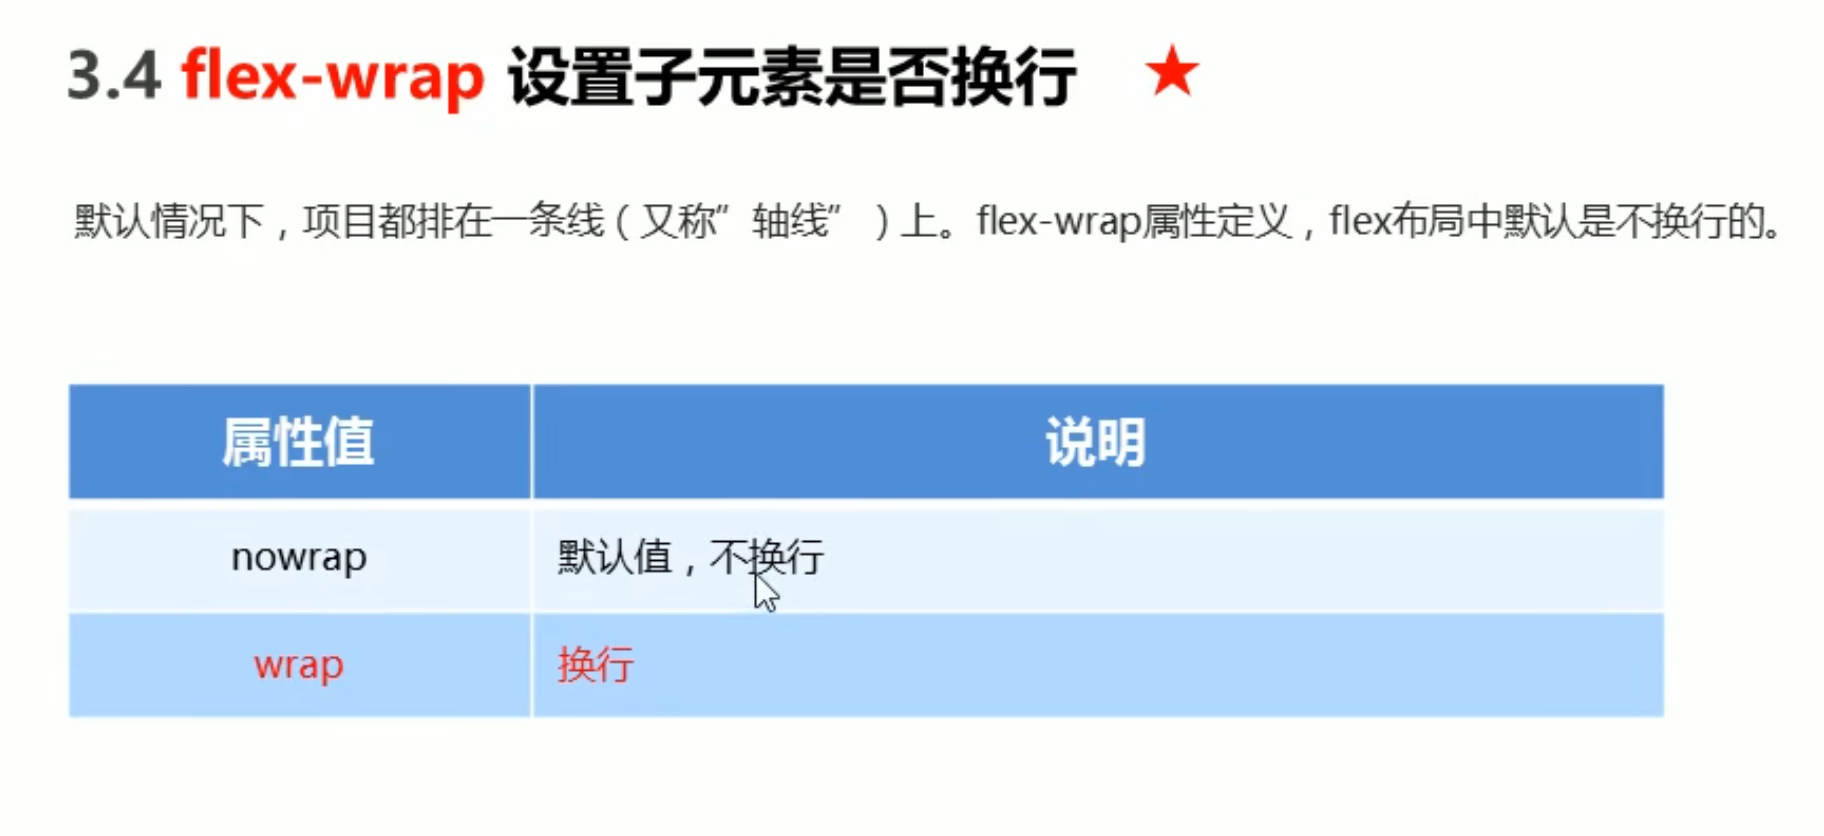 3.4 flex-wrap 设置子元素是否换行 ★
默认情况下，项目都排在一条线（又称”轴线”）上。flex-wrap属性定义，flex布局中默认是不换行的。
属性值 说明
nowrap 默认值，不换行
wrap 换行